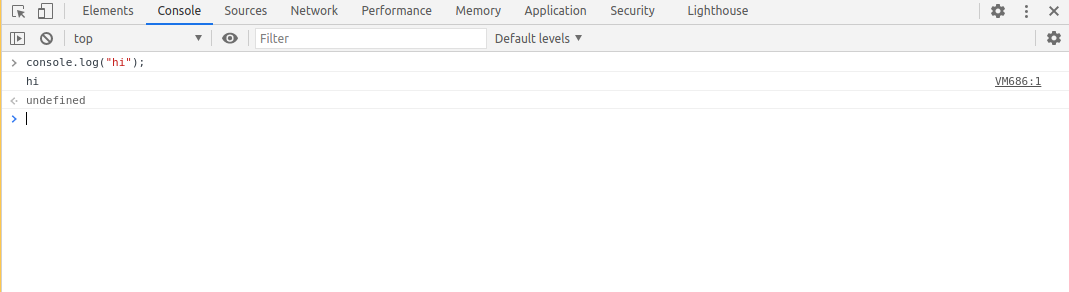 Elements Console Sources Network Performance Memory Application Security Lighthouse
top Filter Default levels
console.log("hi");
hi VM686:1
undefined